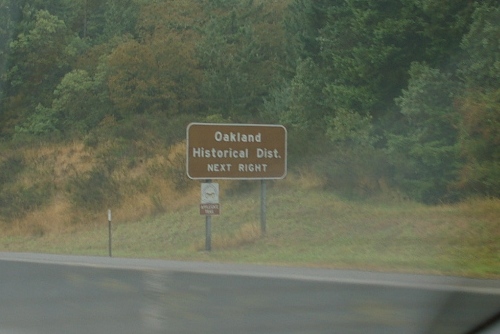 Oakland
Historical Dist.
NEXT RIGHT